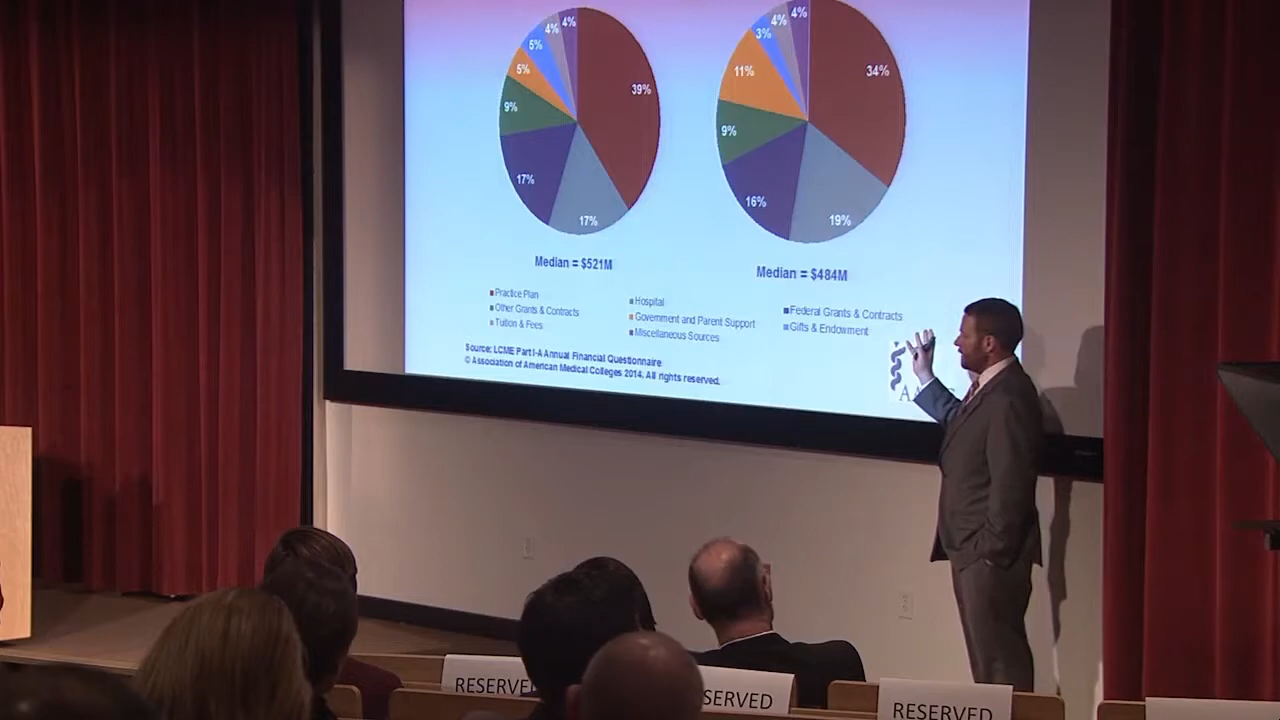 4%
4%
5%
5%
9%
17%
17%
39%
4%
4%
3%
11%
9%
16%
19%
34%
Median = $521M
Median = $484M
Practice Plan
Hospital
Federal Grants & Contracts
Other Grants & Contracts
Government and Parent Support
Gifts & Endowment
Tuition & Fees
Miscellaneous Sources
Source: LCME Part I-A Annual Financial Questionnaire
© Association of American Medical Colleges 2014. All rights reserved.
RESERVED
SERVED
RESERVED